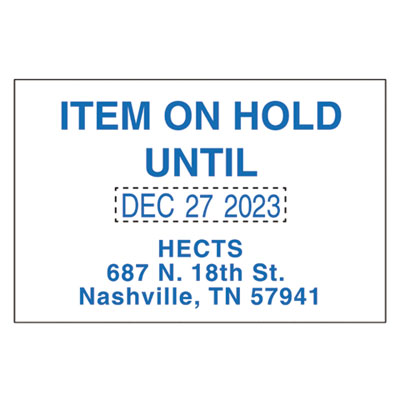 ITEM ON HOLD
UNTIL
DEC 27 2023
HECTS
687 N. 18th St.
Nashville, TN 57941